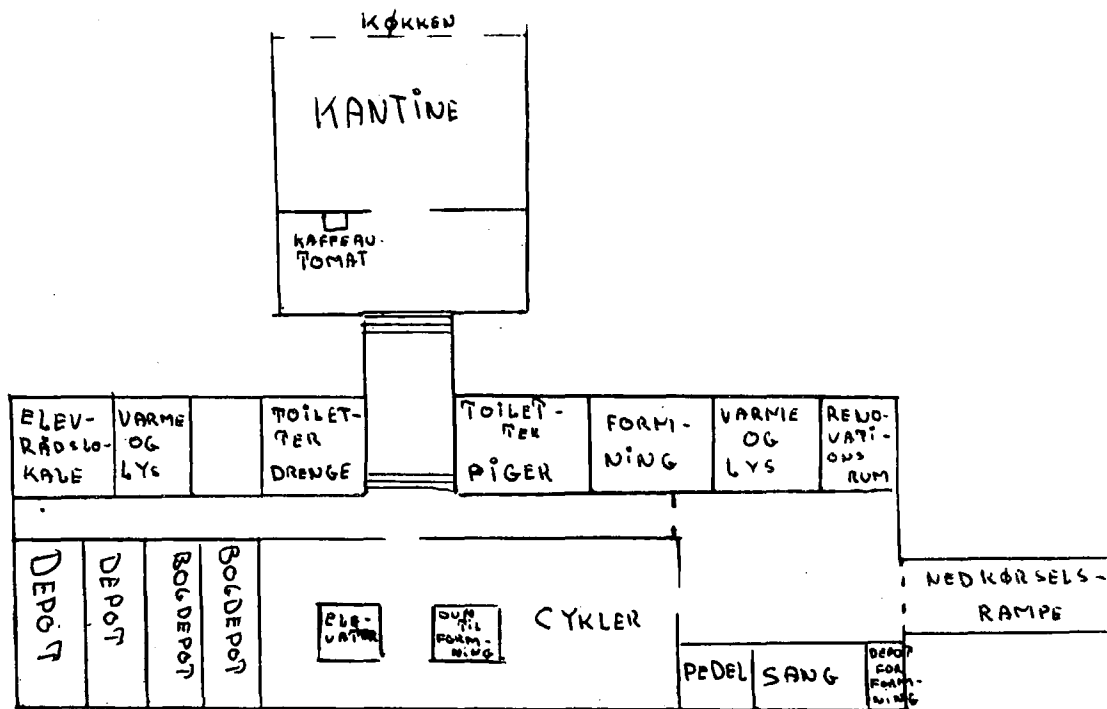 KØKKEN
KANTINE
KAFFEAU-
TOMAT
ELEV-
RÅDSLO-
KALE
VARME
OG
LYS
TOILET-
TER
DRENGE
TOILET-
TER
PIGER
FORM-
NING
VARME
OG
LYS
RENO-
VATI-
ONS
RUM
DEPOT
DEPOT
BOGDEPOT
BOGDEPOT
ELE-
VATOR
OVN
TIL
FORM-
NING
CYKLER
NEDKØRSELS-
RAMPE
PEDEL
SANG
DEPOT
FOR
FORM-
NING